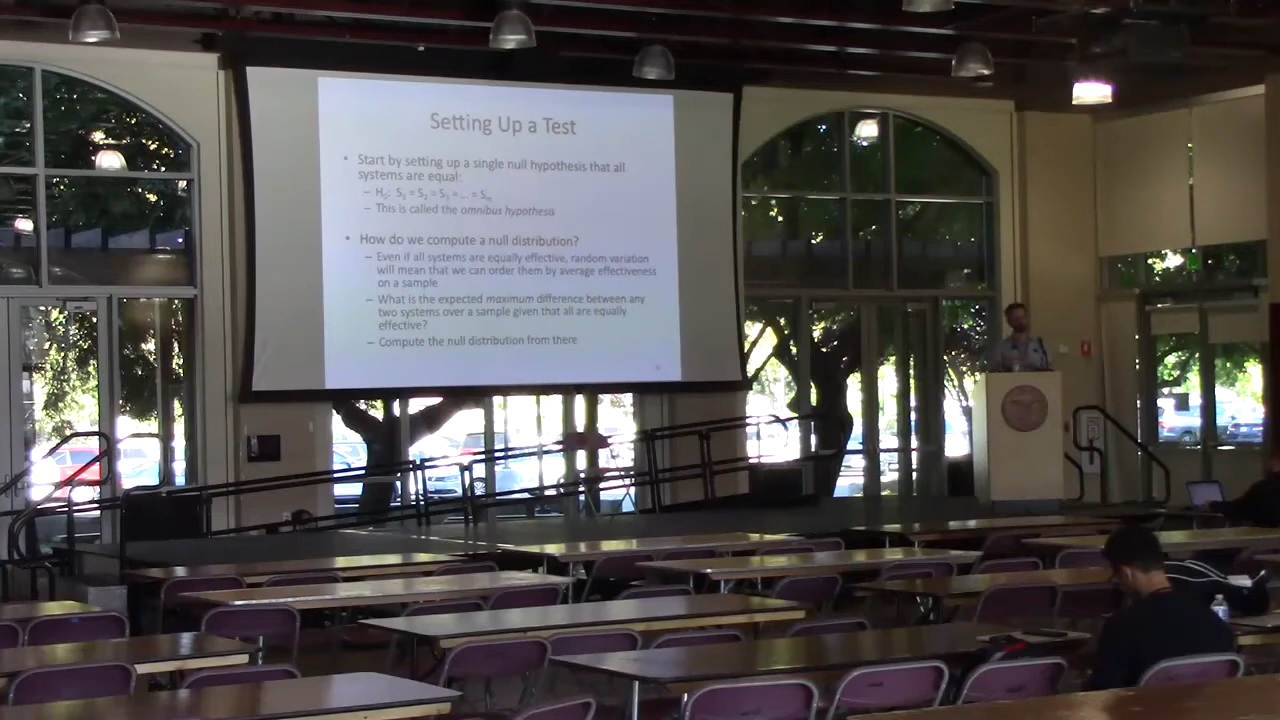 Setting Up a Test
• Start by setting up a single null hypothesis that all
systems are equal:
– H₀: S₁ = S₂ = S₃ = … = Sₘ
– This is called the omnibus hypothesis
• How do we compute a null distribution?
– Even if all systems are equally effective, random variation
will mean that we can order them by average effectiveness
on a sample
– What is the expected maximum difference between any
two systems over a sample given that all are equally
effective?
– Compute the null distribution from there